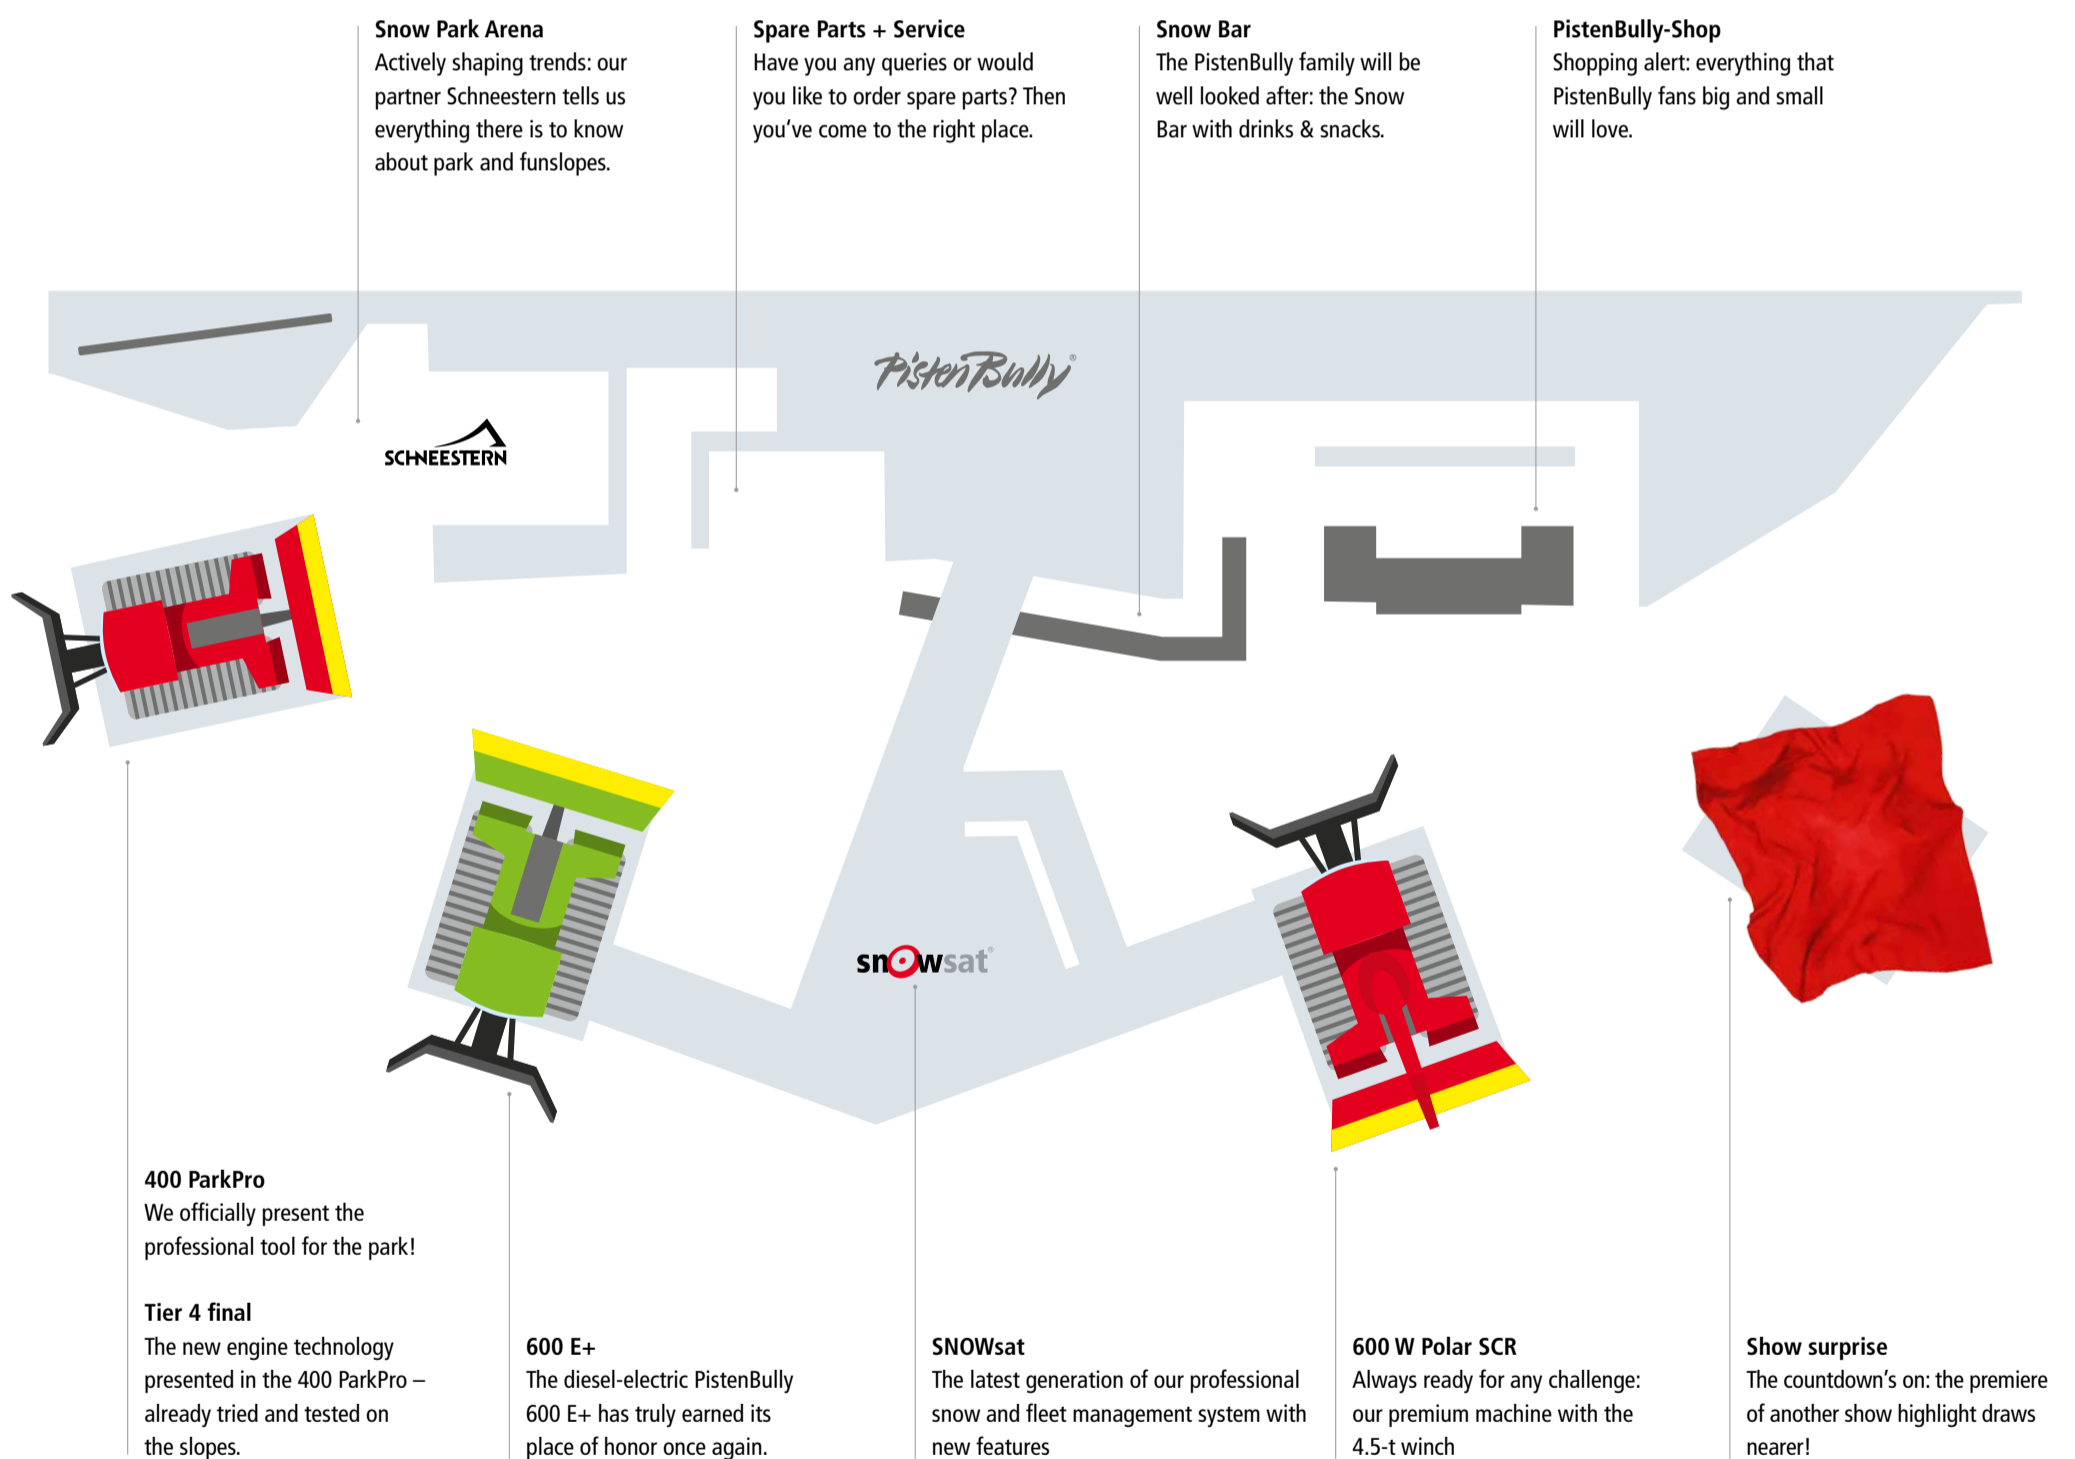 Snow Park Arena
Actively shaping trends: our
partner Schneestern tells us
everything there is to know
about park and funslopes.
Spare Parts + Service
Have you any queries or would
you like to order spare parts? Then
you’ve come to the right place.
Snow Bar
The PistenBully family will be
well looked after: the Snow
Bar with drinks & snacks.
PistenBully-Shop
Shopping alert: everything that
PistenBully fans big and small
will love.
PistenBully®
SCHNEESTERN
snowsat®
400 ParkPro
We officially present the
professional tool for the park!
Tier 4 final
The new engine technology
presented in the 400 ParkPro –
already tried and tested on
the slopes.
600 E+
The diesel-electric PistenBully
600 E+ has truly earned its
place of honor once again.
SNOWsat
The latest generation of our professional
snow and fleet management system with
new features
600 W Polar SCR
Always ready for any challenge:
our premium machine with the
4.5-t winch
Show surprise
The countdown’s on: the premiere
of another show highlight draws
nearer!